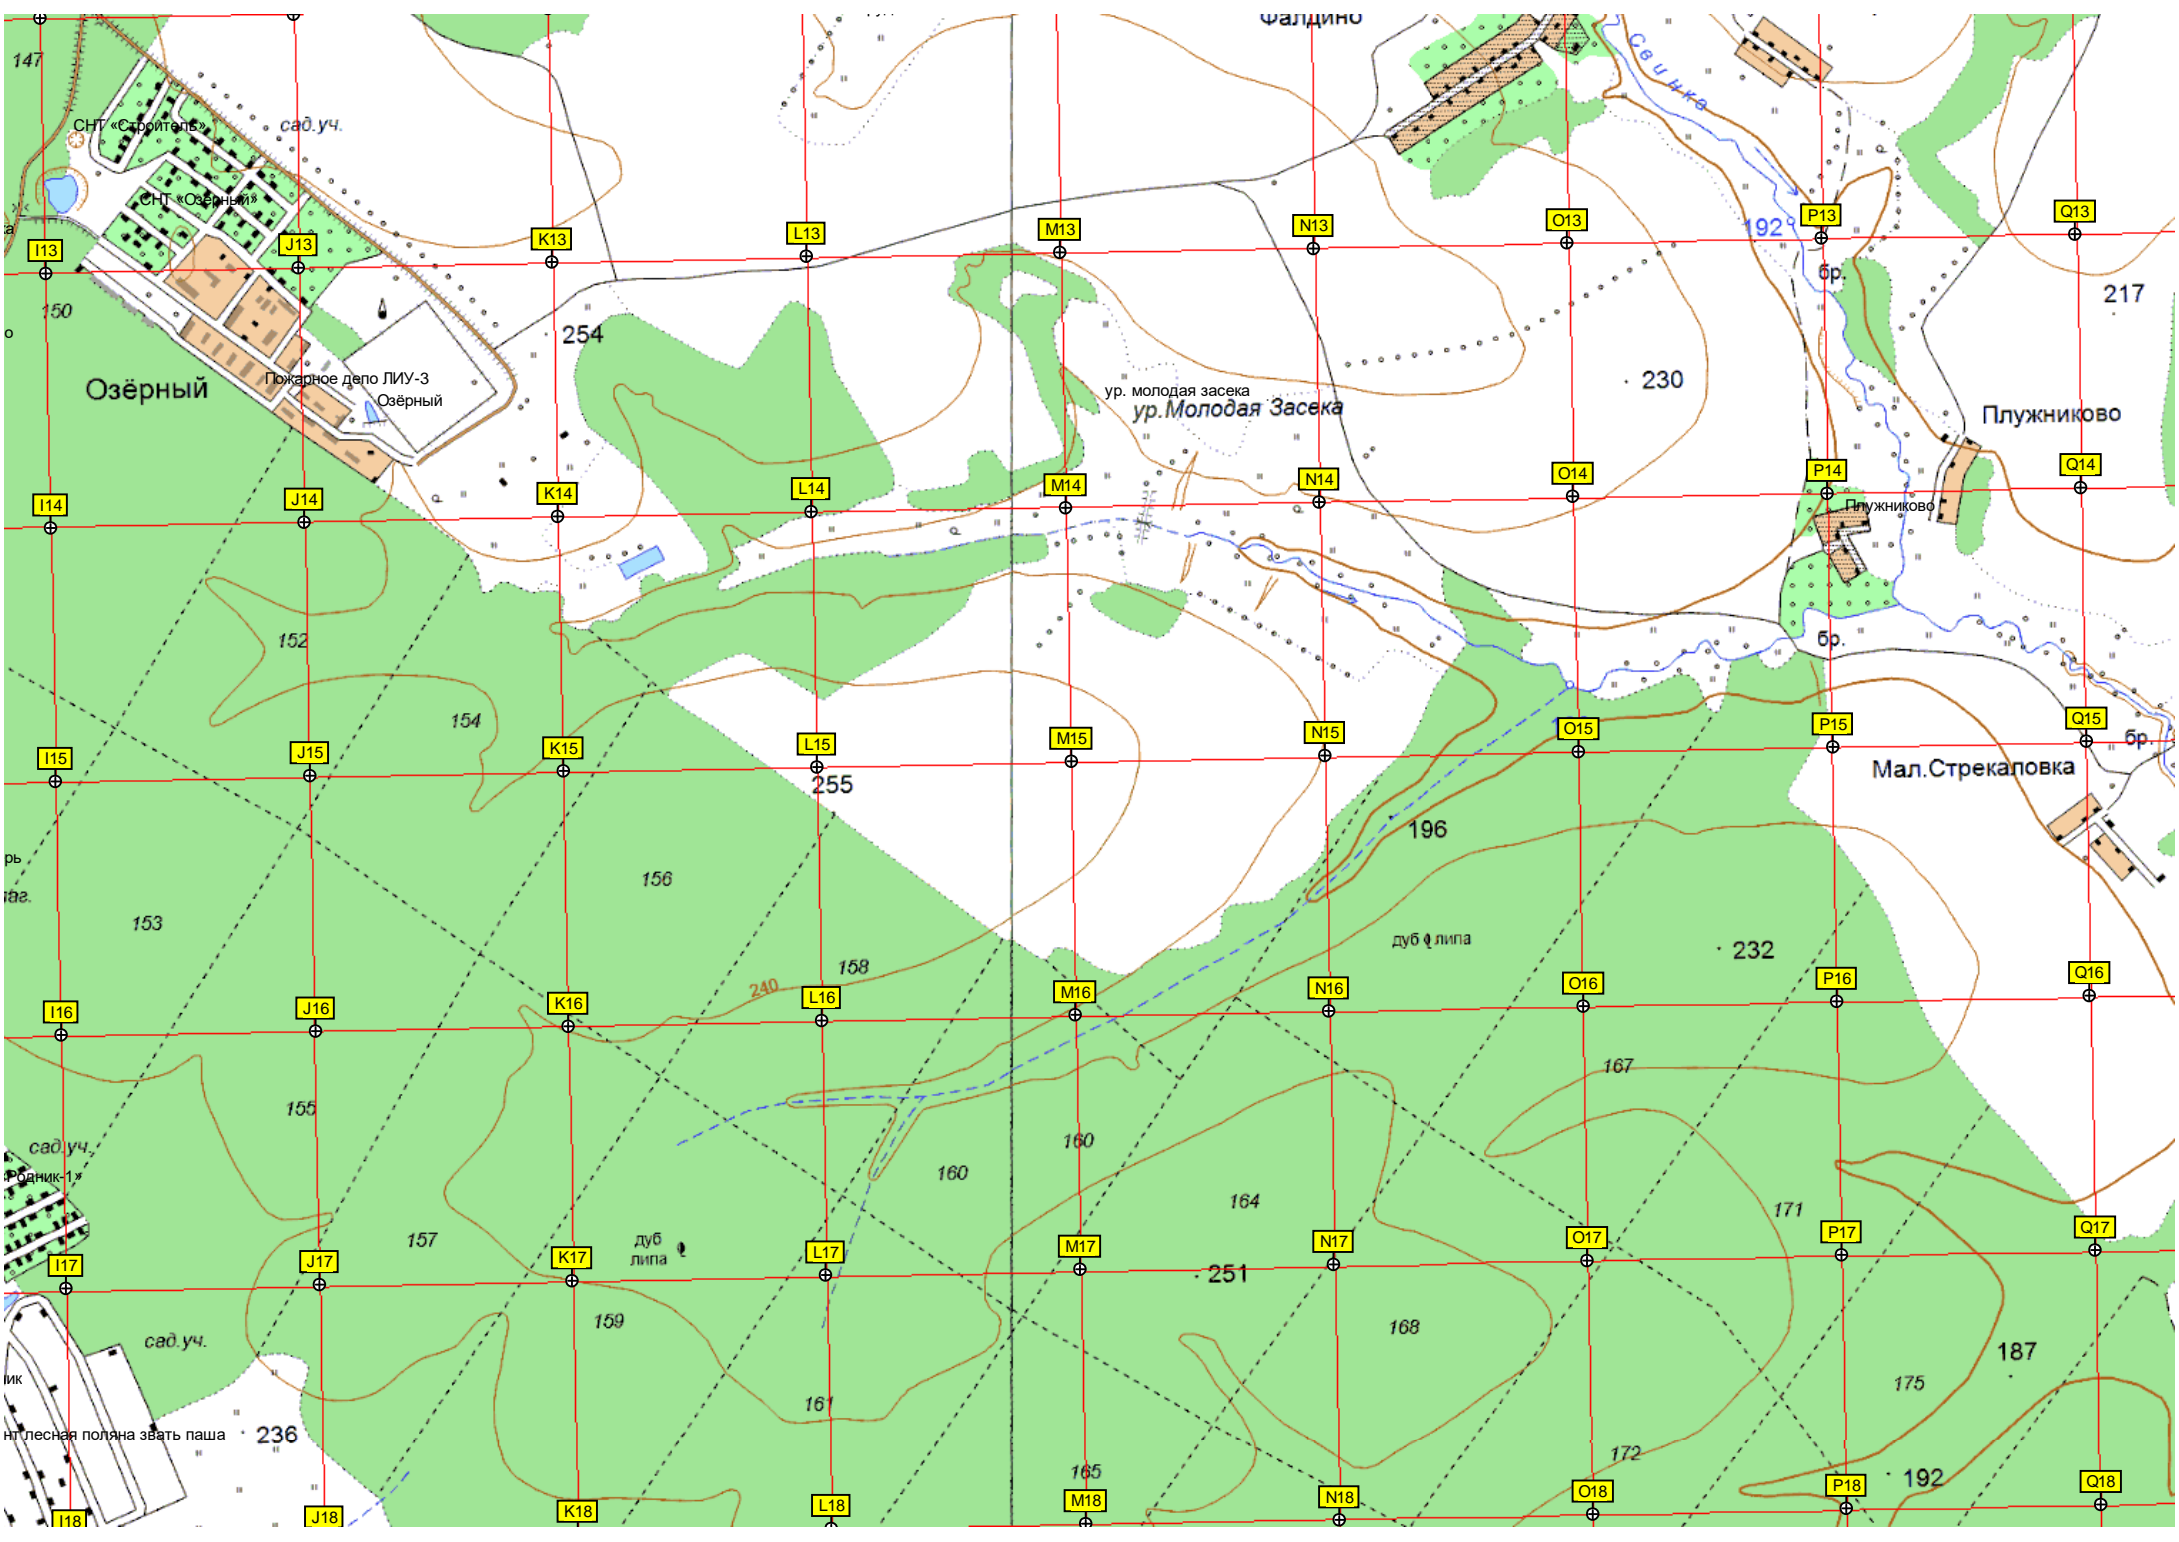 Фалдино
Свинка
147
СНТ «Строитель»
сад.уч.
СНТ «Озёрный»
192
I13
J13
K13
L13
M13
N13
O13
P13
Q13
бр.
150
254
217
Озёрный
Пожарное депо ЛИУ-3
Озёрный
ур. молодая засека
ур.Молодая Засека
230
Плужниково
I14
J14
K14
L14
M14
N14
O14
P14
Q14
Плужниково
152
бр.
154
I15
J15
K15
L15
M15
N15
O15
P15
Q15
бр.
255
Мал.Стрекаловка
196
рь
156
153
дуб липа
232
158
240
I16
J16
K16
L16
M16
N16
O16
P16
Q16
167
155
сад.уч.
160
160
«Родник-1»
164
171
157
дуб
липа
I17
J17
K17
L17
M17
N17
O17
P17
Q17
251
159
168
сад.уч.
187
ик
175
161
236
нт лесная поляна звать паша
172
165
192
I18
J18
K18
L18
M18
N18
O18
P18
Q18